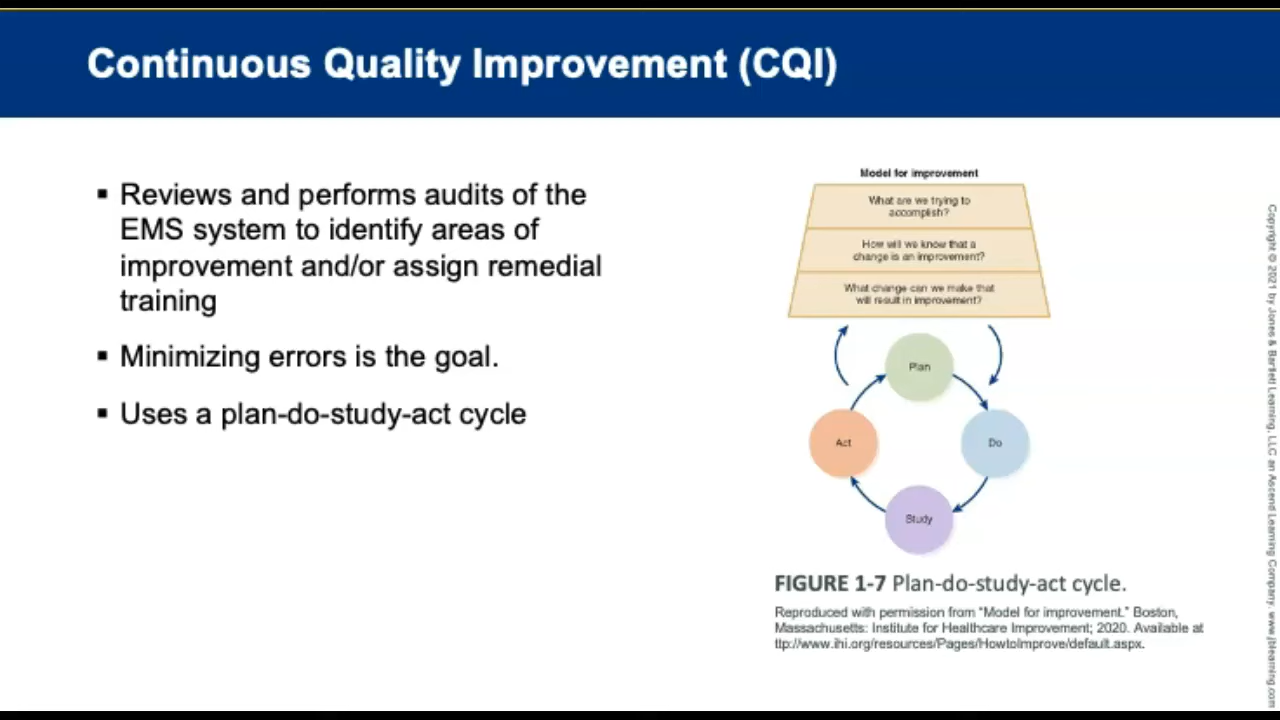 Continuous Quality Improvement (CQI)
▪ Reviews and performs audits of the
EMS system to identify areas of
improvement and/or assign remedial
training
▪ Minimizing errors is the goal.
▪ Uses a plan-do-study-act cycle
Model for improvement
What are we trying to
accomplish?
How will we know that a
change is an improvement?
What change can we make that
will result in improvement?
Plan
Act
Do
Study
FIGURE 1-7 Plan-do-study-act cycle.
Reproduced with permission from "Model for improvement." Boston,
Massachusetts: Institute for Healthcare Improvement; 2020. Available at
ttp://www.ihi.org/resources/Pages/HowtoImprove/default.aspx.
Copyright © 2021 by Jones & Bartlett Learning, LLC an Ascend Learning Company. www.jblearning.com